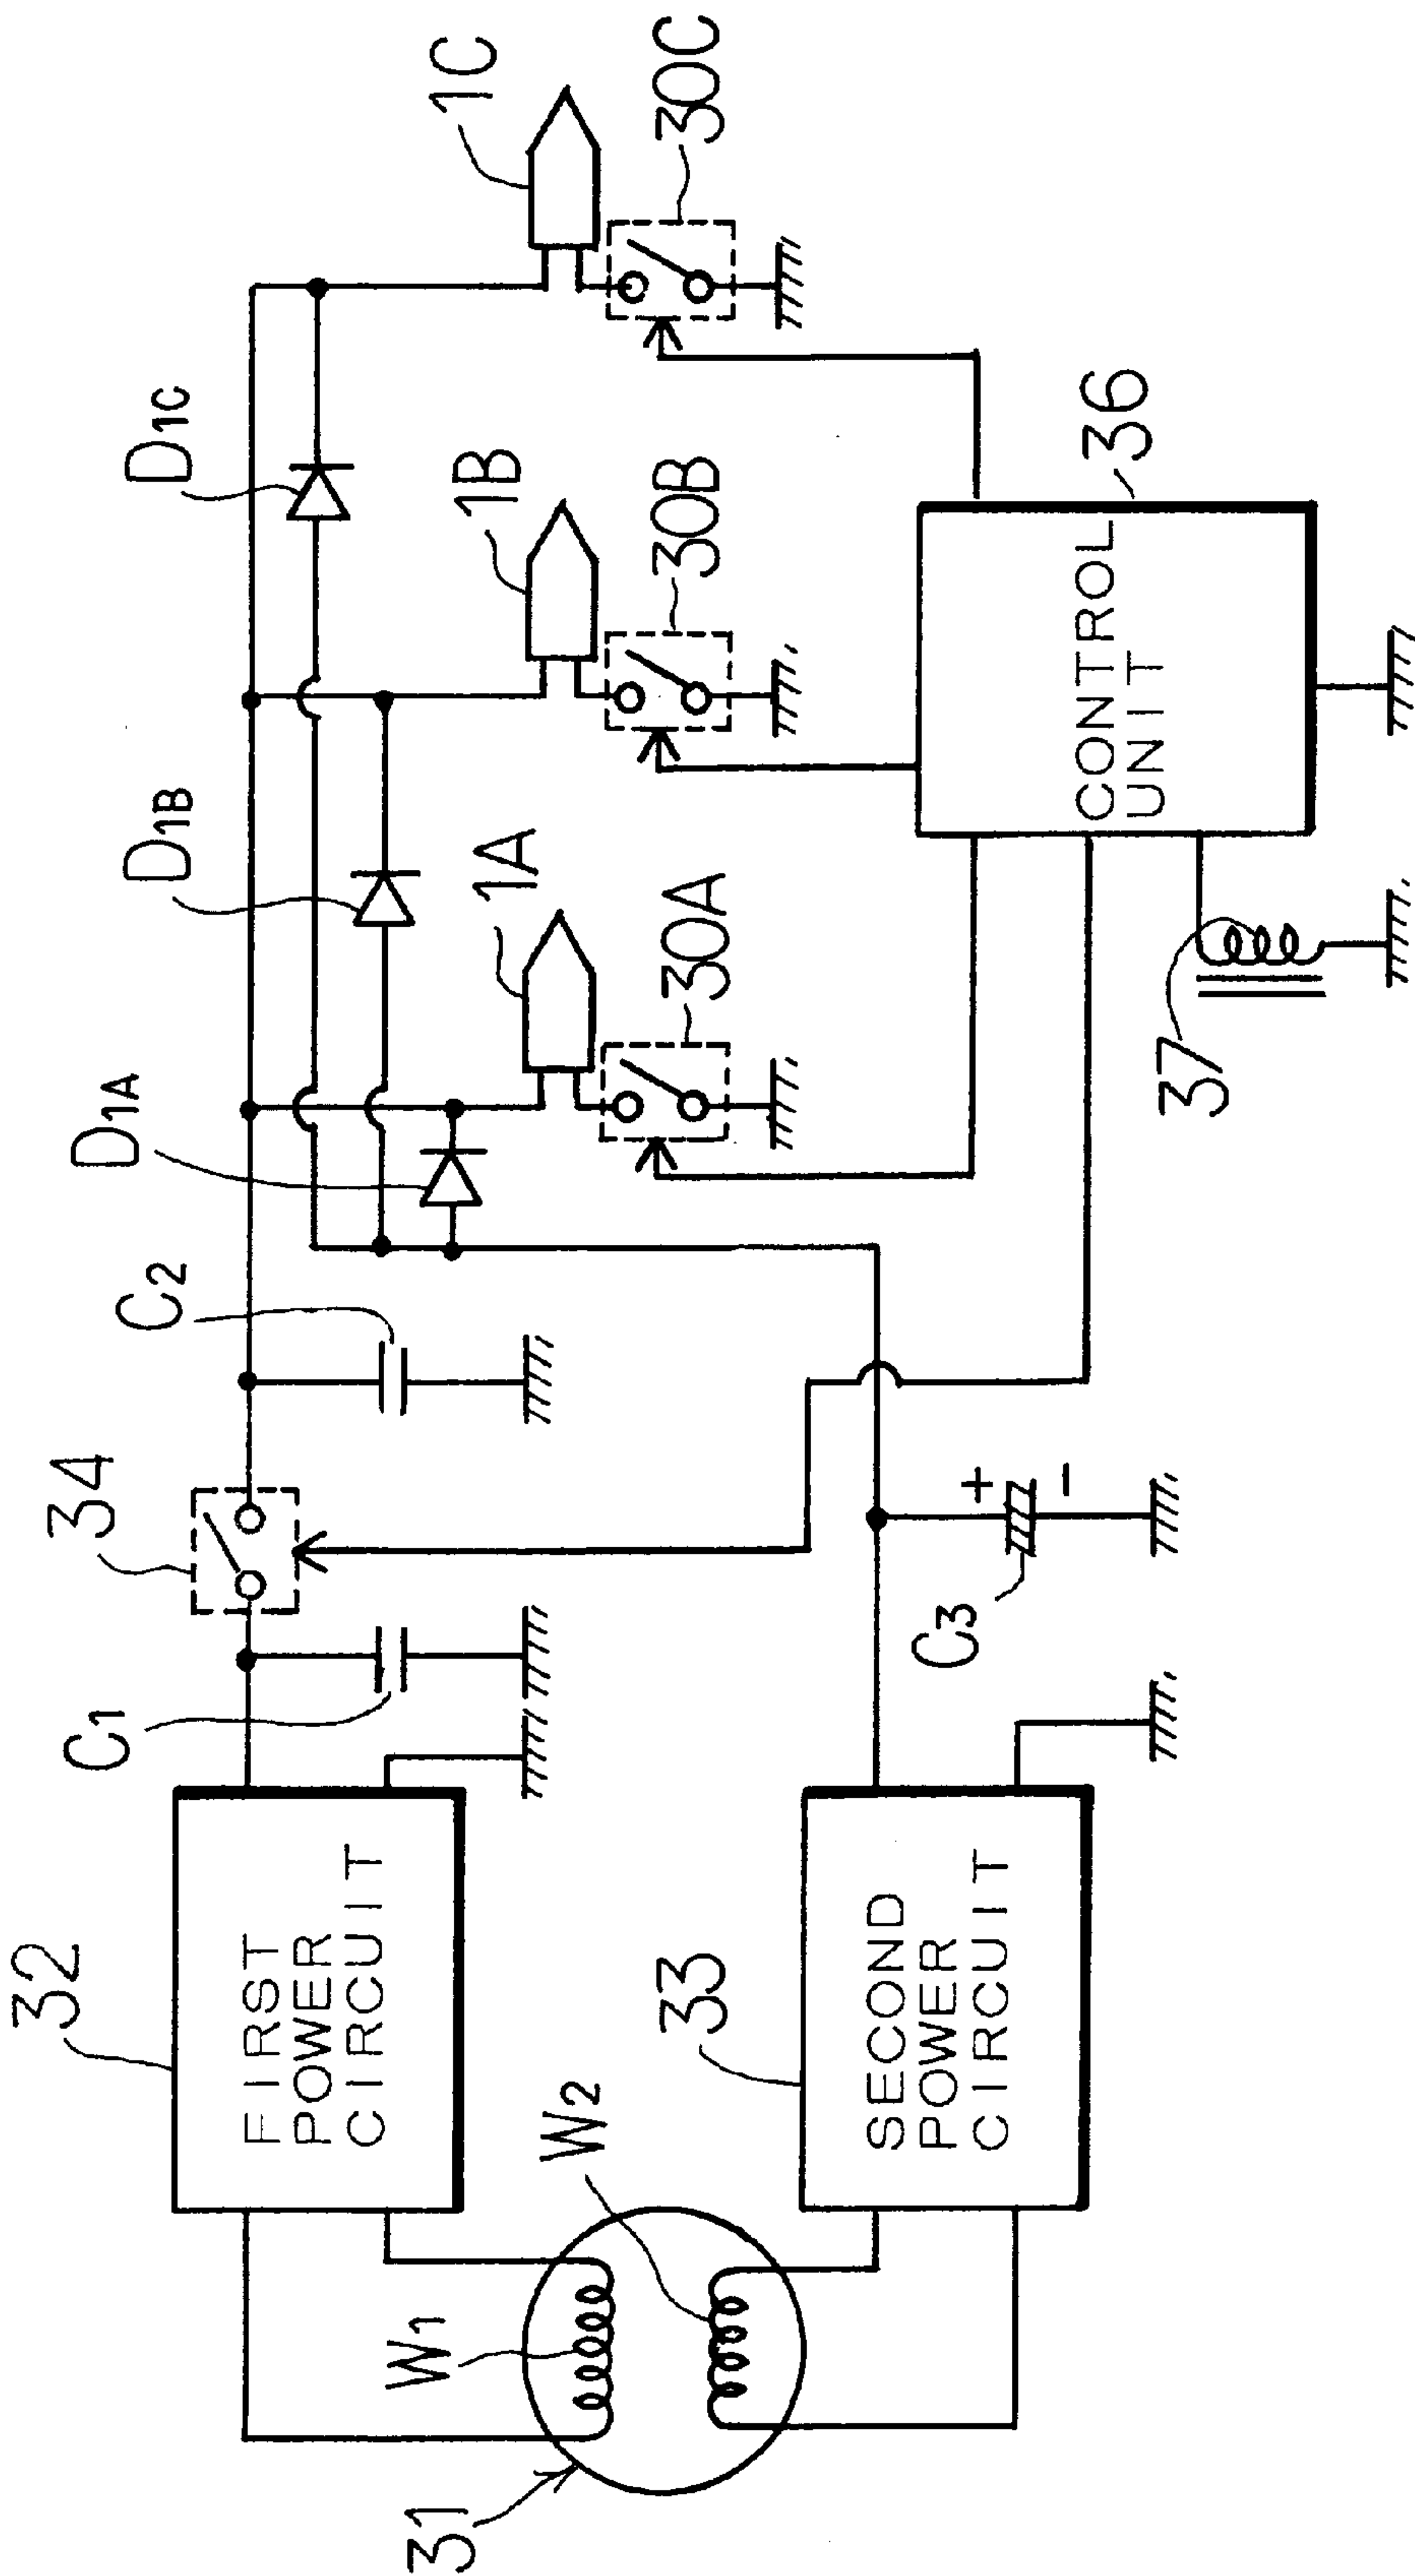 32
FIRST
POWER
CIRCUIT
C1
34
C2
D1A
D1B
D1C
1A
1B
1C
30A
30B
30C
31
W1
W2
33
SECOND
POWER
CIRCUIT
C3
+
−
37
CONTROL
UNIT
36